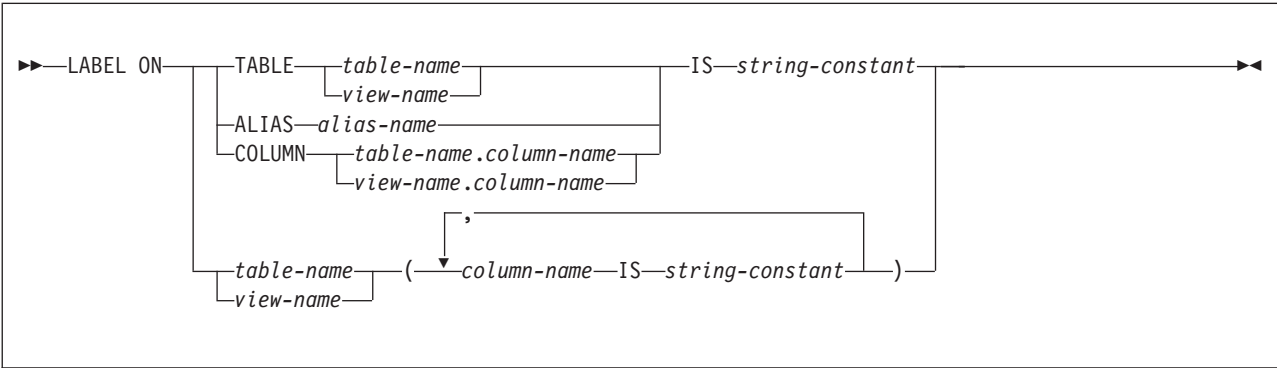 LABEL ON TABLE table-name IS string-constant
view-name
ALIAS alias-name
COLUMN table-name.column-name
view-name.column-name
,
table-name ( column-name IS string-constant )
view-name